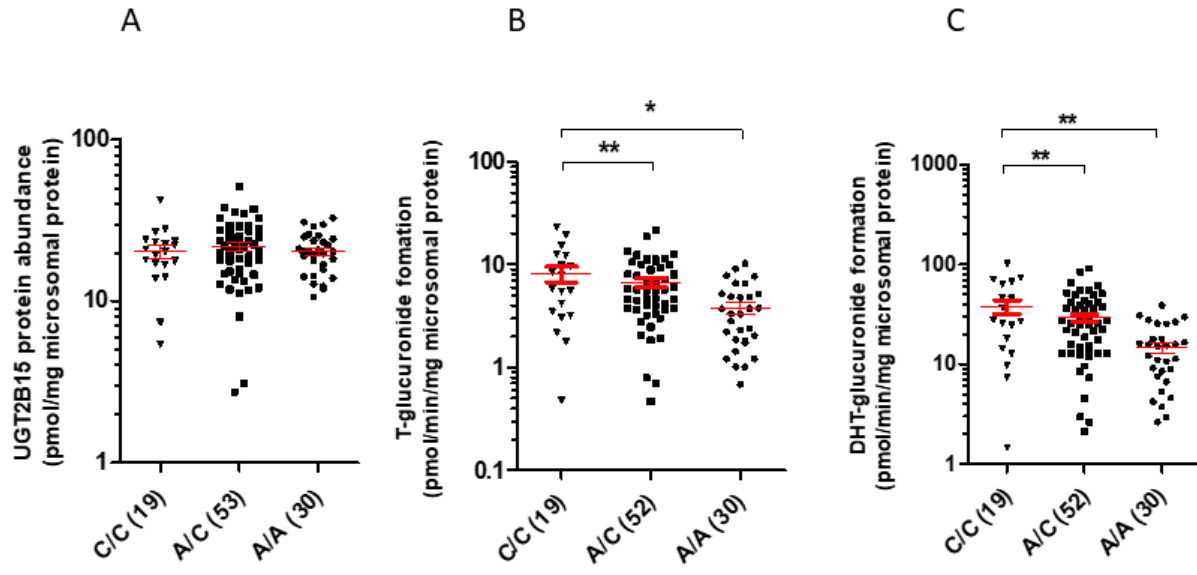 A
UGT2B15 protein abundance
(pmol/mg microsomal protein)
100
10
1
C/C (19)
A/C (53)
A/A (30)
B
T-glucuronide fomation
(pmol/min/mg microsomal protein)
100
10
1
0.1
*
**
C/C (19)
A/C (52)
A/A (30)
C
DHT-glucuronide formation
(pmol/min/mg microsomal protein)
1000
100
10
1
**
**
C/C (19)
A/C (52)
A/A (30)